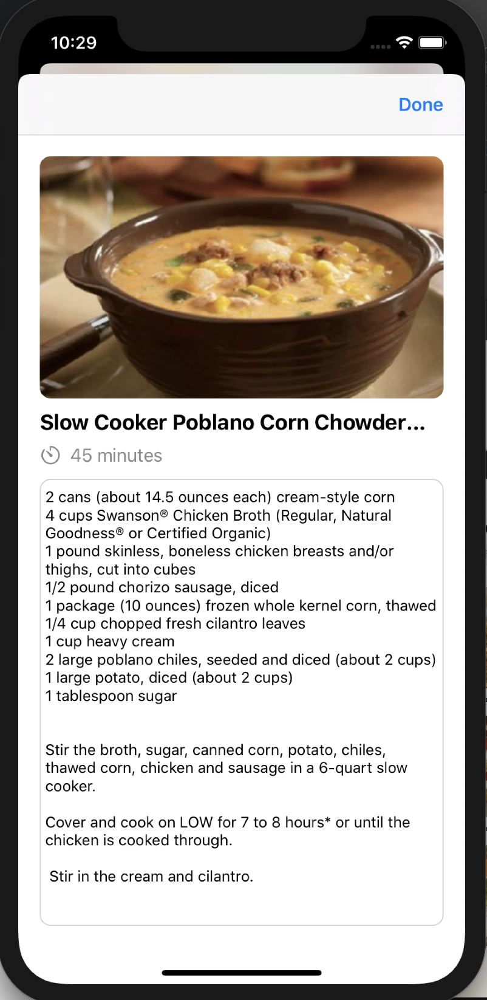 10:29
Done
Slow Cooker Poblano Corn Chowder...
45 minutes
2 cans (about 14.5 ounces each) cream-style corn
4 cups Swanson® Chicken Broth (Regular, Natural
Goodness® or Certified Organic)
1 pound skinless, boneless chicken breasts and/or
thighs, cut into cubes
1/2 pound chorizo sausage, diced
1 package (10 ounces) frozen whole kernel corn, thawed
1/4 cup chopped fresh cilantro leaves
1 cup heavy cream
2 large poblano chiles, seeded and diced (about 2 cups)
1 large potato, diced (about 2 cups)
1 tablespoon sugar
Stir the broth, sugar, canned corn, potato, chiles,
thawed corn, chicken and sausage in a 6-quart slow
cooker.
Cover and cook on LOW for 7 to 8 hours* or until the
chicken is cooked through.
Stir in the cream and cilantro.